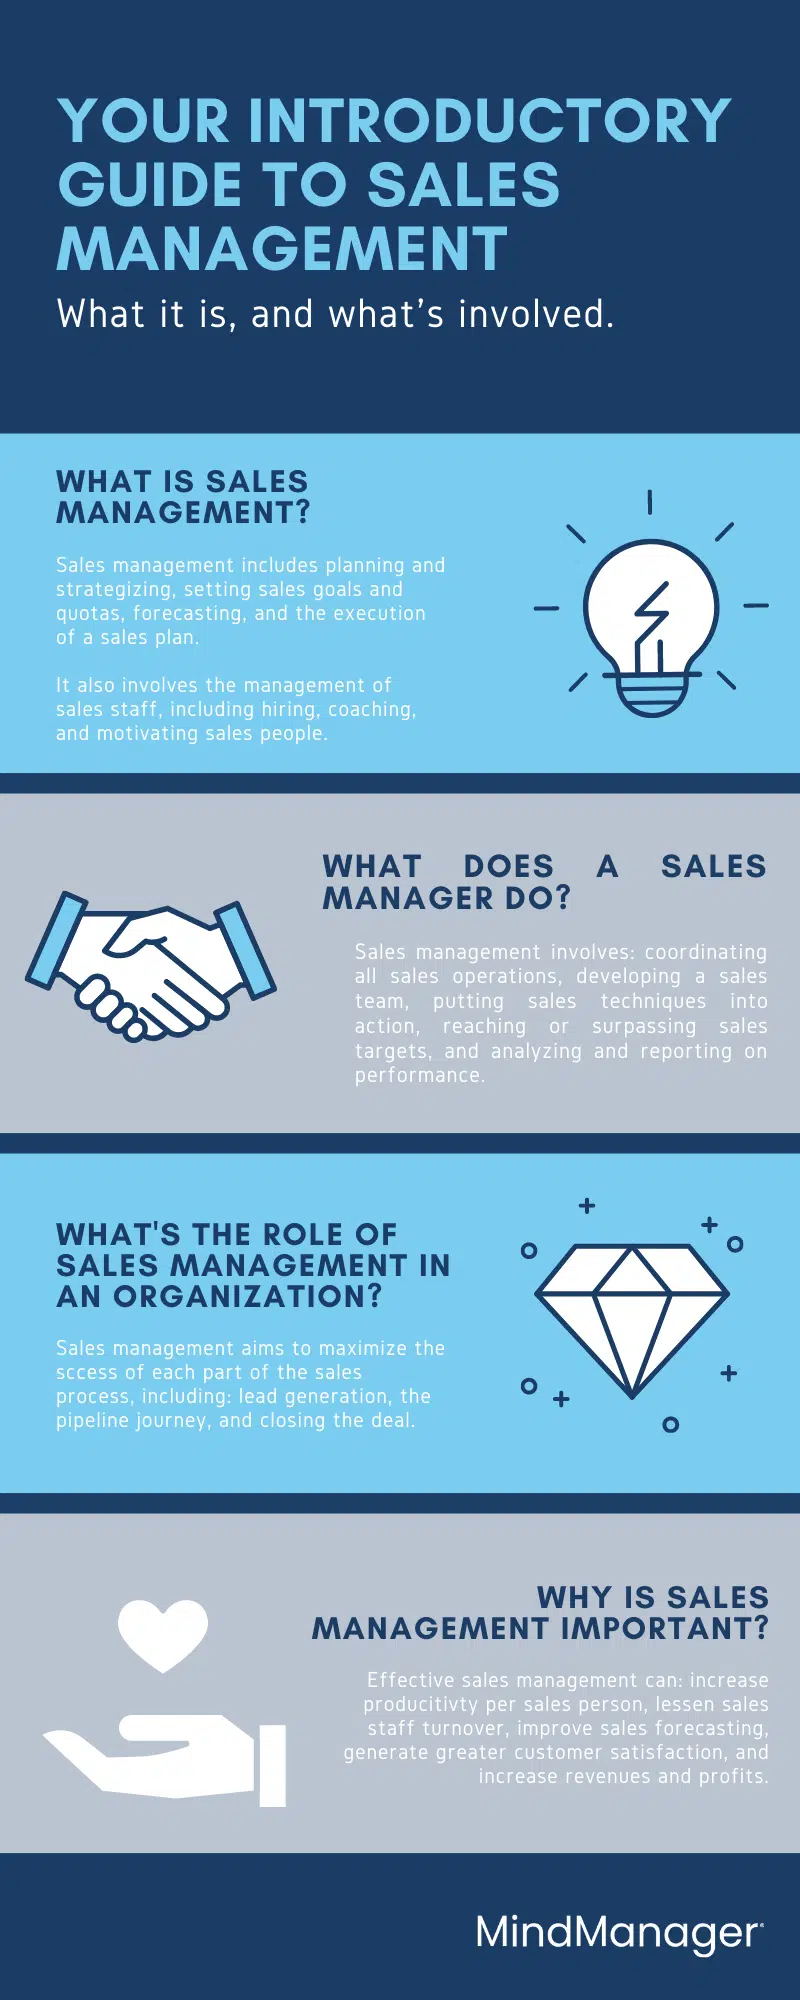 YOUR INTRODUCTORY
GUIDE TO SALES
MANAGEMENT
What it is, and what's involved.
WHAT IS SALES
MANAGEMENT?
Sales management includes planning and
strategizing, setting sales goals and
quotas, forecasting, and the execution
of a sales plan.
It also involves the management of
sales staff, including hiring, coaching,
and motivating sales people.
WHAT DOES A SALES
MANAGER DO?
Sales management involves: coordinating
all sales operations, developing a sales
team, putting sales techniques into
action, reaching or surpassing sales
targets, and analyzing and reporting on
performance.
WHAT'S THE ROLE OF
SALES MANAGEMENT IN
AN ORGANIZATION?
Sales management aims to maximize the
sccess of each part of the sales
process, including: lead generation, the
pipeline journey, and closing the deal.
WHY IS SALES
MANAGEMENT IMPORTANT?
Effective sales management can: increase
producitivty per sales person, lessen sales
staff turnover, improve sales forecasting,
generate greater customer satisfaction, and
increase revenues and profits.
MindManager®